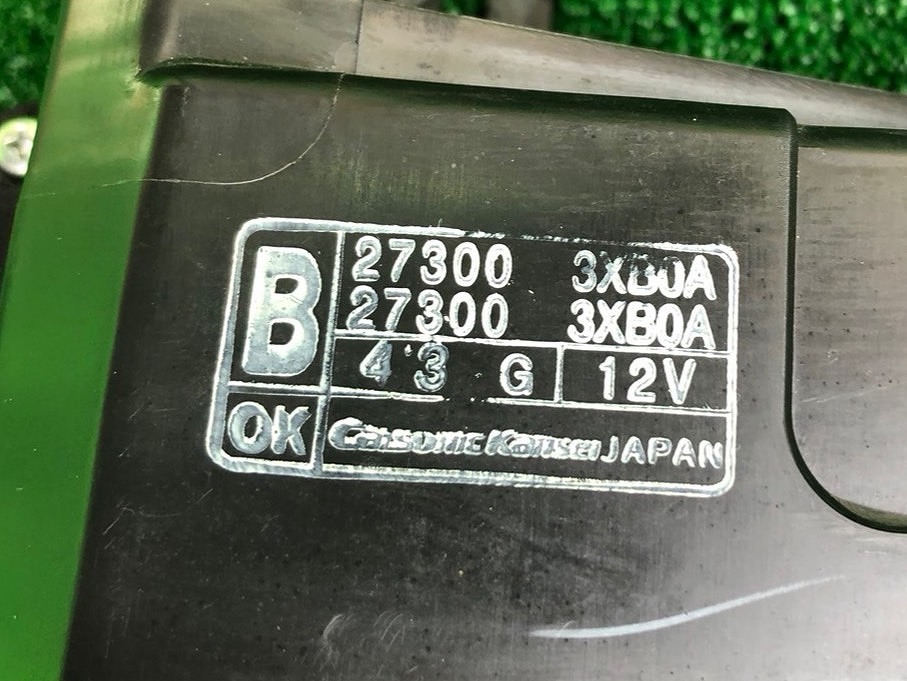 B
27300 3XB0A
27300 3XB0A
4 3 G 12V
OK Calsonic Kansei JAPAN